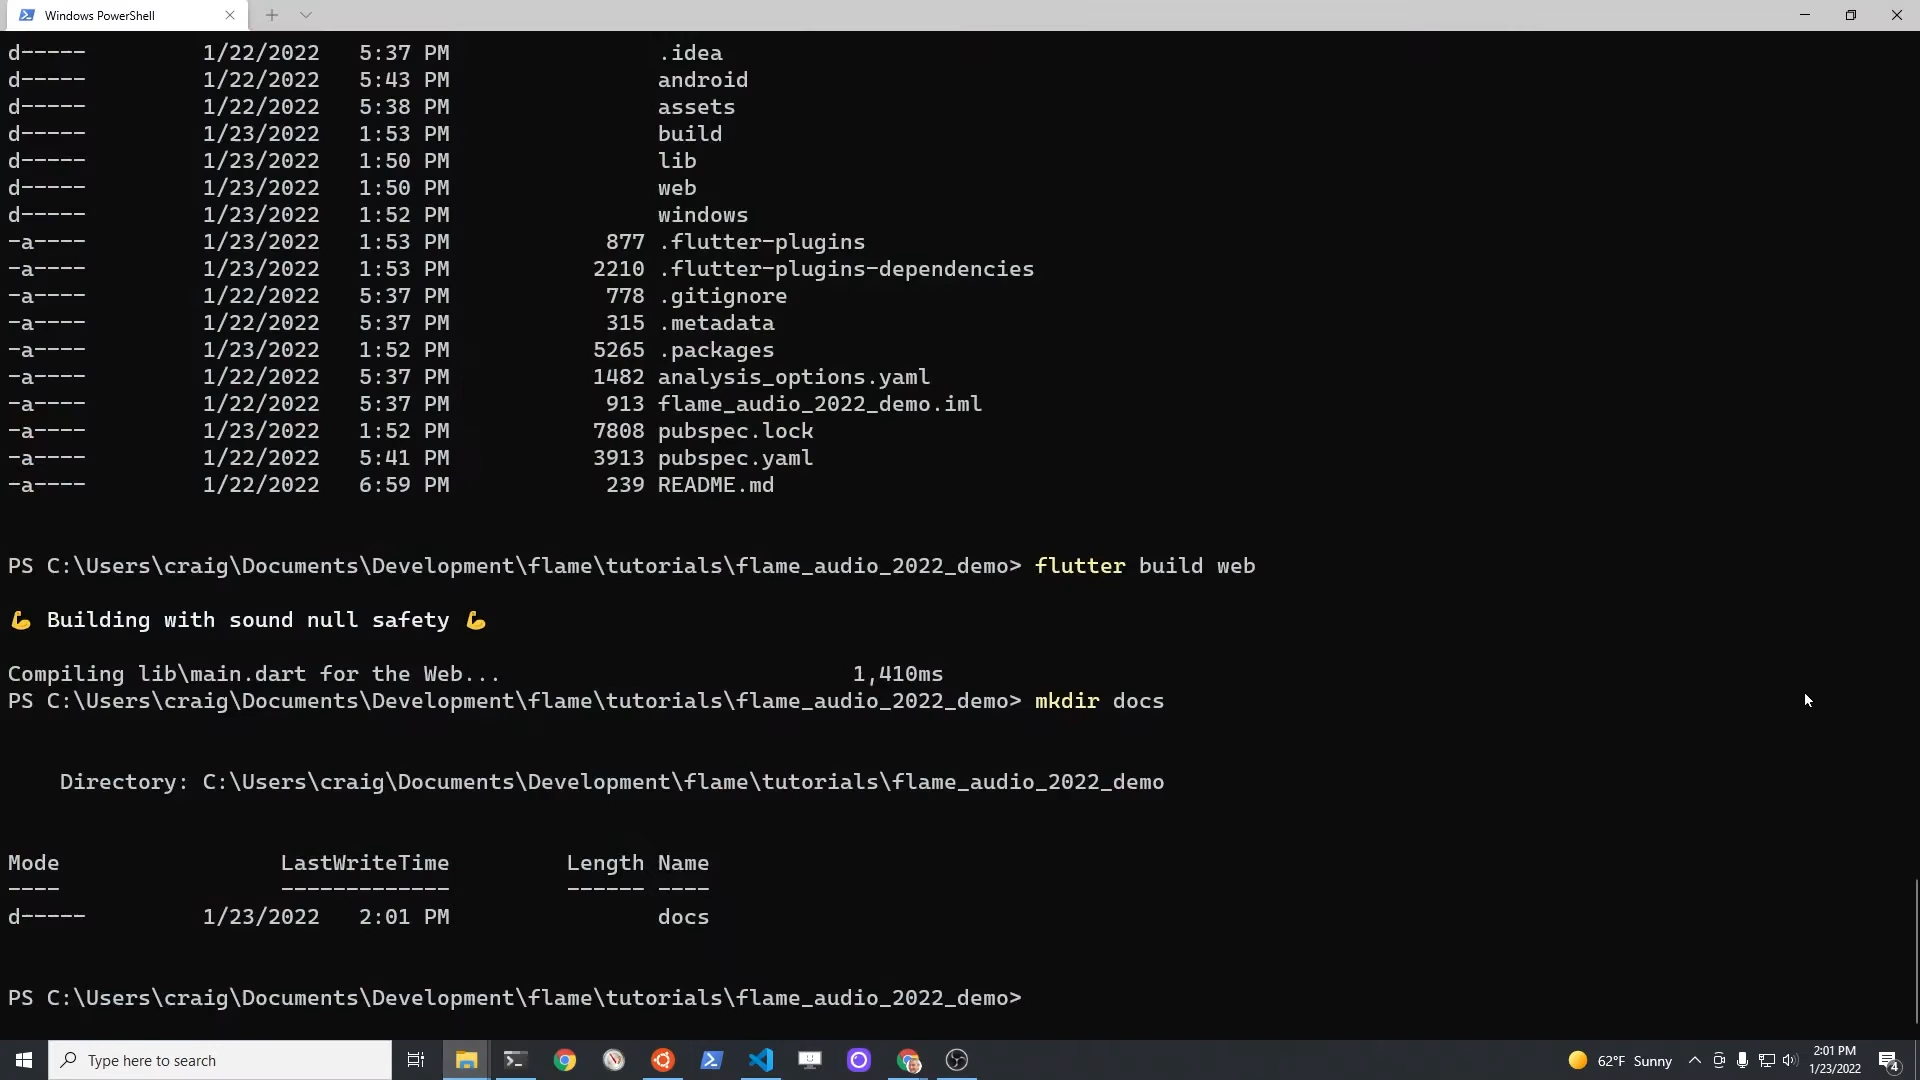 Windows PowerShell
d----- 1/22/2022 5:37 PM .idea
d----- 1/22/2022 5:43 PM android
d----- 1/22/2022 5:38 PM assets
d----- 1/23/2022 1:53 PM build
d----- 1/23/2022 1:50 PM lib
d----- 1/23/2022 1:50 PM web
d----- 1/23/2022 1:52 PM windows
-a---- 1/23/2022 1:53 PM 877 .flutter-plugins
-a---- 1/23/2022 1:53 PM 2210 .flutter-plugins-dependencies
-a---- 1/22/2022 5:37 PM 778 .gitignore
-a---- 1/22/2022 5:37 PM 315 .metadata
-a---- 1/23/2022 1:52 PM 5265 .packages
-a---- 1/22/2022 5:37 PM 1482 analysis_options.yaml
-a---- 1/22/2022 5:37 PM 913 flame_audio_2022_demo.iml
-a---- 1/23/2022 1:52 PM 7808 pubspec.lock
-a---- 1/22/2022 5:41 PM 3913 pubspec.yaml
-a---- 1/22/2022 6:59 PM 239 README.md
PS C:\Users\craig\Documents\Development\flame\tutorials\flame_audio_2022_demo> flutter build web
💪 Building with sound null safety 💪
Compiling lib\main.dart for the Web... 1,410ms
PS C:\Users\craig\Documents\Development\flame\tutorials\flame_audio_2022_demo> mkdir docs
Directory: C:\Users\craig\Documents\Development\flame\tutorials\flame_audio_2022_demo
Mode LastWriteTime Length Name
---- ------------- ------ ----
d----- 1/23/2022 2:01 PM docs
PS C:\Users\craig\Documents\Development\flame\tutorials\flame_audio_2022_demo>
Type here to search
62°F Sunny
2:01 PM
1/23/2022
4